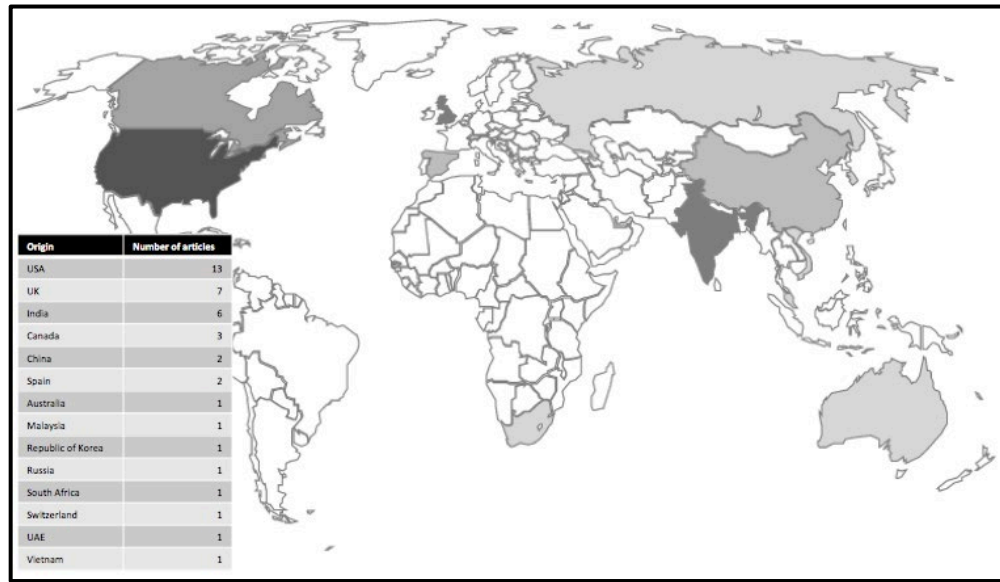 Origin Number of articles
USA 13
UK 7
India 6
Canada 3
China 2
Spain 2
Australia 1
Malaysia 1
Republic of Korea 1
Russia 1
South Africa 1
Switzerland 1
UAE 1
Vietnam 1